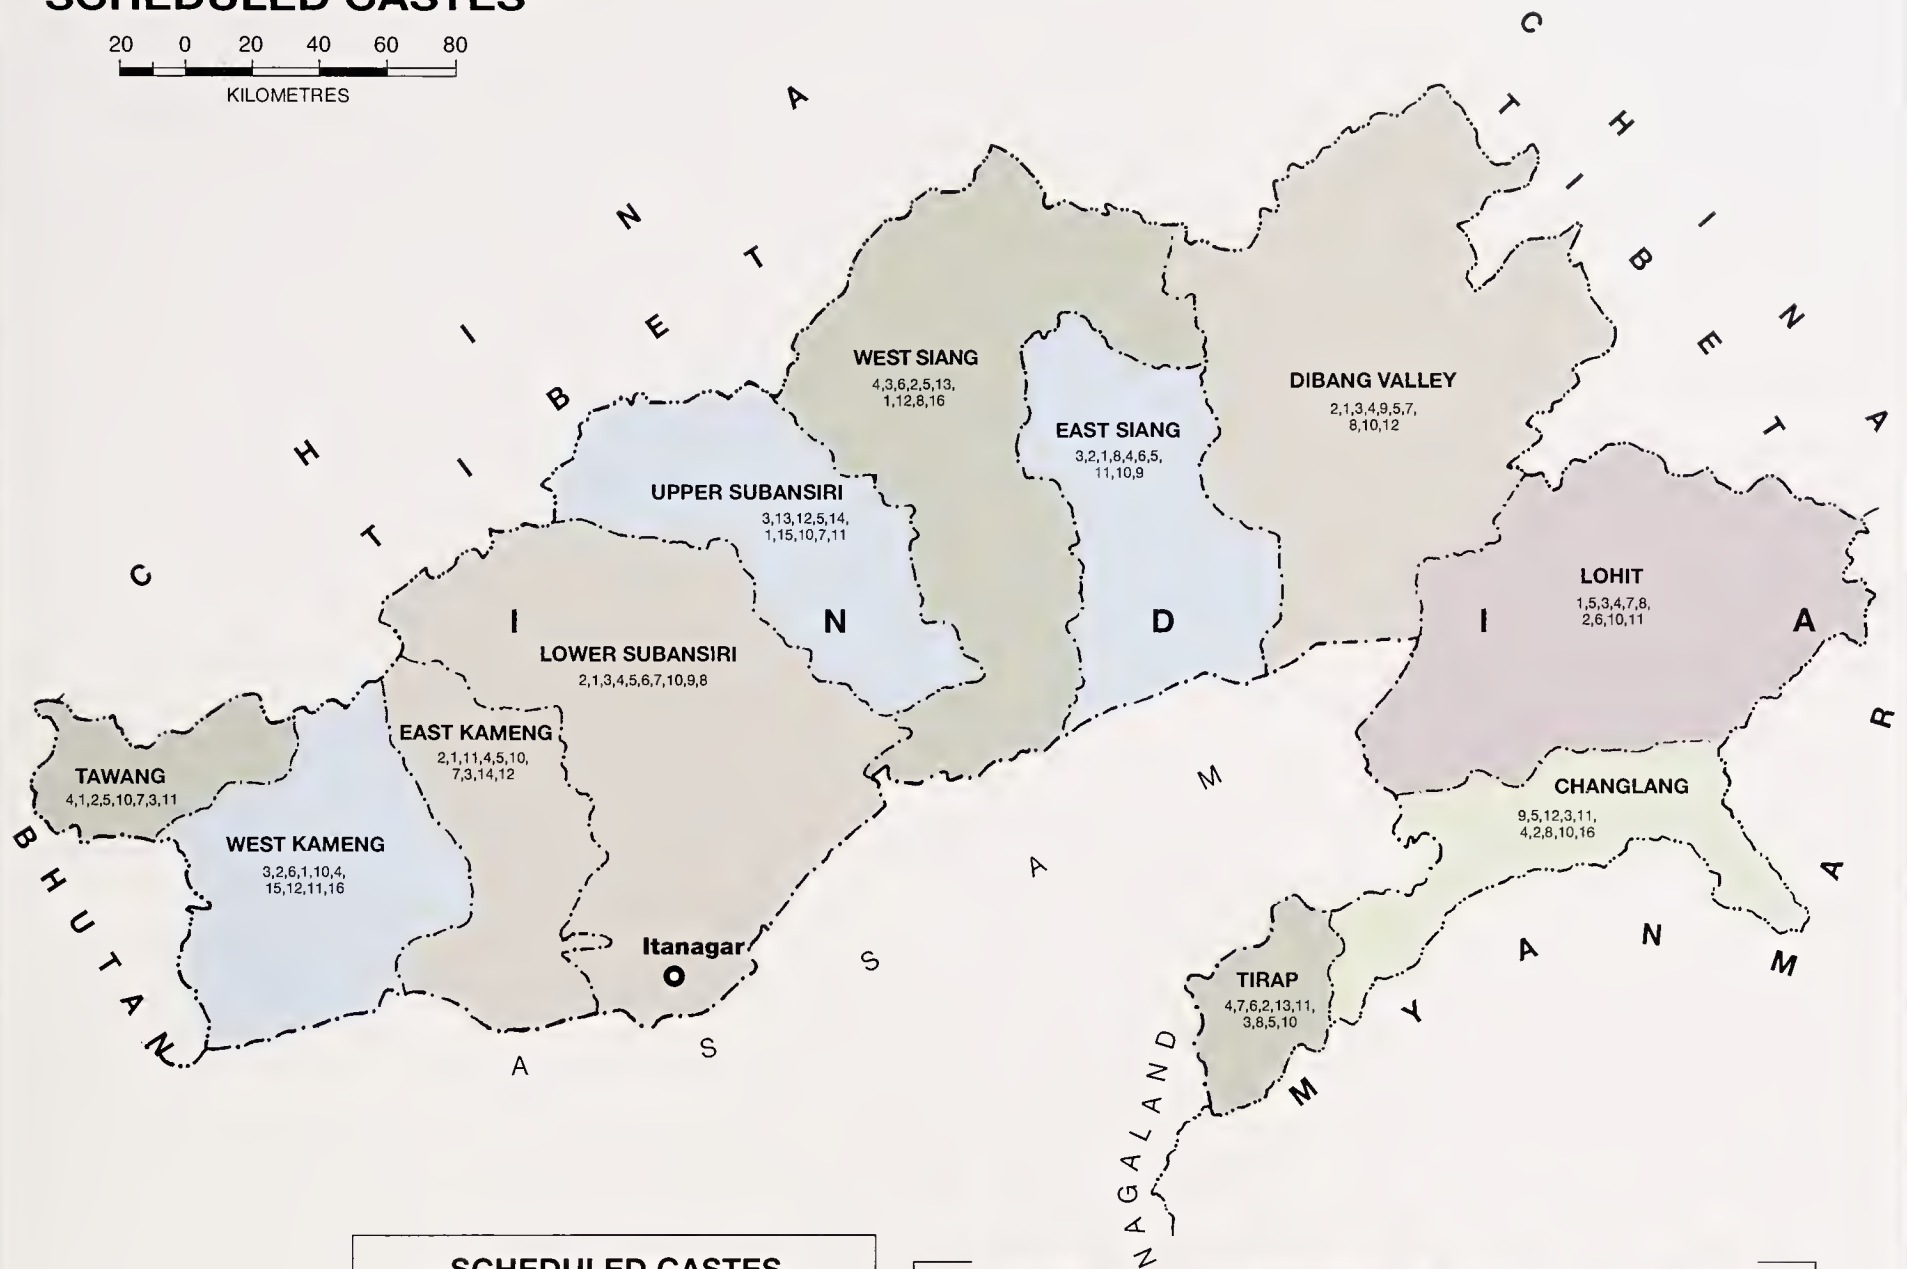 SCHEDULED CASTES
20 0 20 40 60 80
KILOMETRES
C H I N A
T I B E T
C H I N A
T I B E T
WEST SIANG
4,3,6,2,5,13,
1,12,8,16
DIBANG VALLEY
2,1,3,4,9,5,7,
8,10,12
EAST SIANG
3,2,1,8,4,6,5,
11,10,9
UPPER SUBANSIRI
3,13,12,5,14,
1,15,10,7,11
LOHIT
1,5,3,4,7,8,
2,6,10,11
I N D I A
LOWER SUBANSIRI
2,1,3,4,5,6,7,10,9,8
EAST KAMENG
2,1,11,4,5,10,
7,3,14,12
TAWANG
4,1,2,5,10,7,3,11
CHANGLANG
9,5,12,3,11,
4,2,8,10,16
WEST KAMENG
3,2,6,1,10,4,
15,12,11,16
BHUTAN
Itanagar
TIRAP
4,7,6,2,13,11,
3,8,5,10
A S S A M
M Y A N M A R
NAGALAND
SCHEDULED CASTES